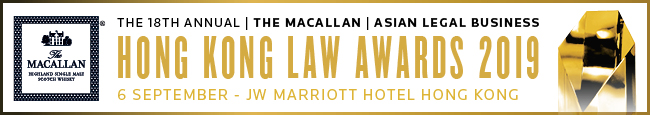 The
MACALLAN
HIGHLAND SINGLE MALT
SCOTCH WHISKY
®
THE 18TH ANNUAL | THE MACALLAN | ASIAN LEGAL BUSINESS
HONG KONG LAW AWARDS 2019
6 SEPTEMBER - JW MARRIOTT HOTEL HONG KONG